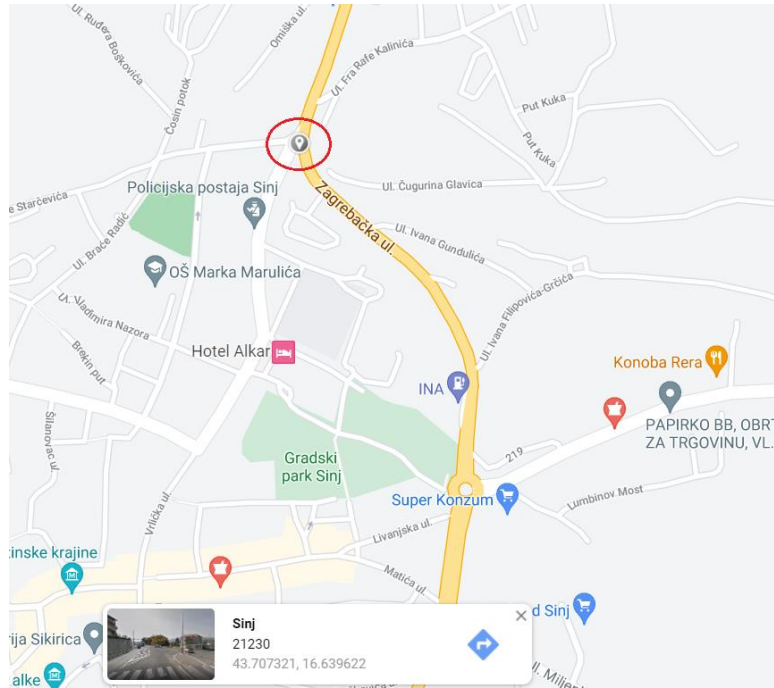 Ul. Ruđera Boškovića
Omiška ul.
Ul. Fra Rafe Kalinića
Ćosin potok
Put Kuka
Put Kuka
e Starčevića
Policijska postaja Sinj
Ul. Čugurina Glavica
Zagrebačka ul.
Ul. Braće Radić
Ul. Ivana Gundulića
OŠ Marka Marulića
Ul. Vladimira Nazora
Ul. Ivana Filipovića-Grčića
Brekin put
Hotel Alkar
Konoba Rera
INA
PAPIRKO BB, OBRT
ZA TRGOVINU, VL.
Šilanovac ul.
Gradski
park Sinj
219
Super Konzum
Lumbinov Most
Vrlička ul.
Livanjska ul.
tinske krajine
Matića ul.
d Sinj
rija Sikirica
alke
Sinj
21230
43.707321, 16.639622
Ul. Miljen